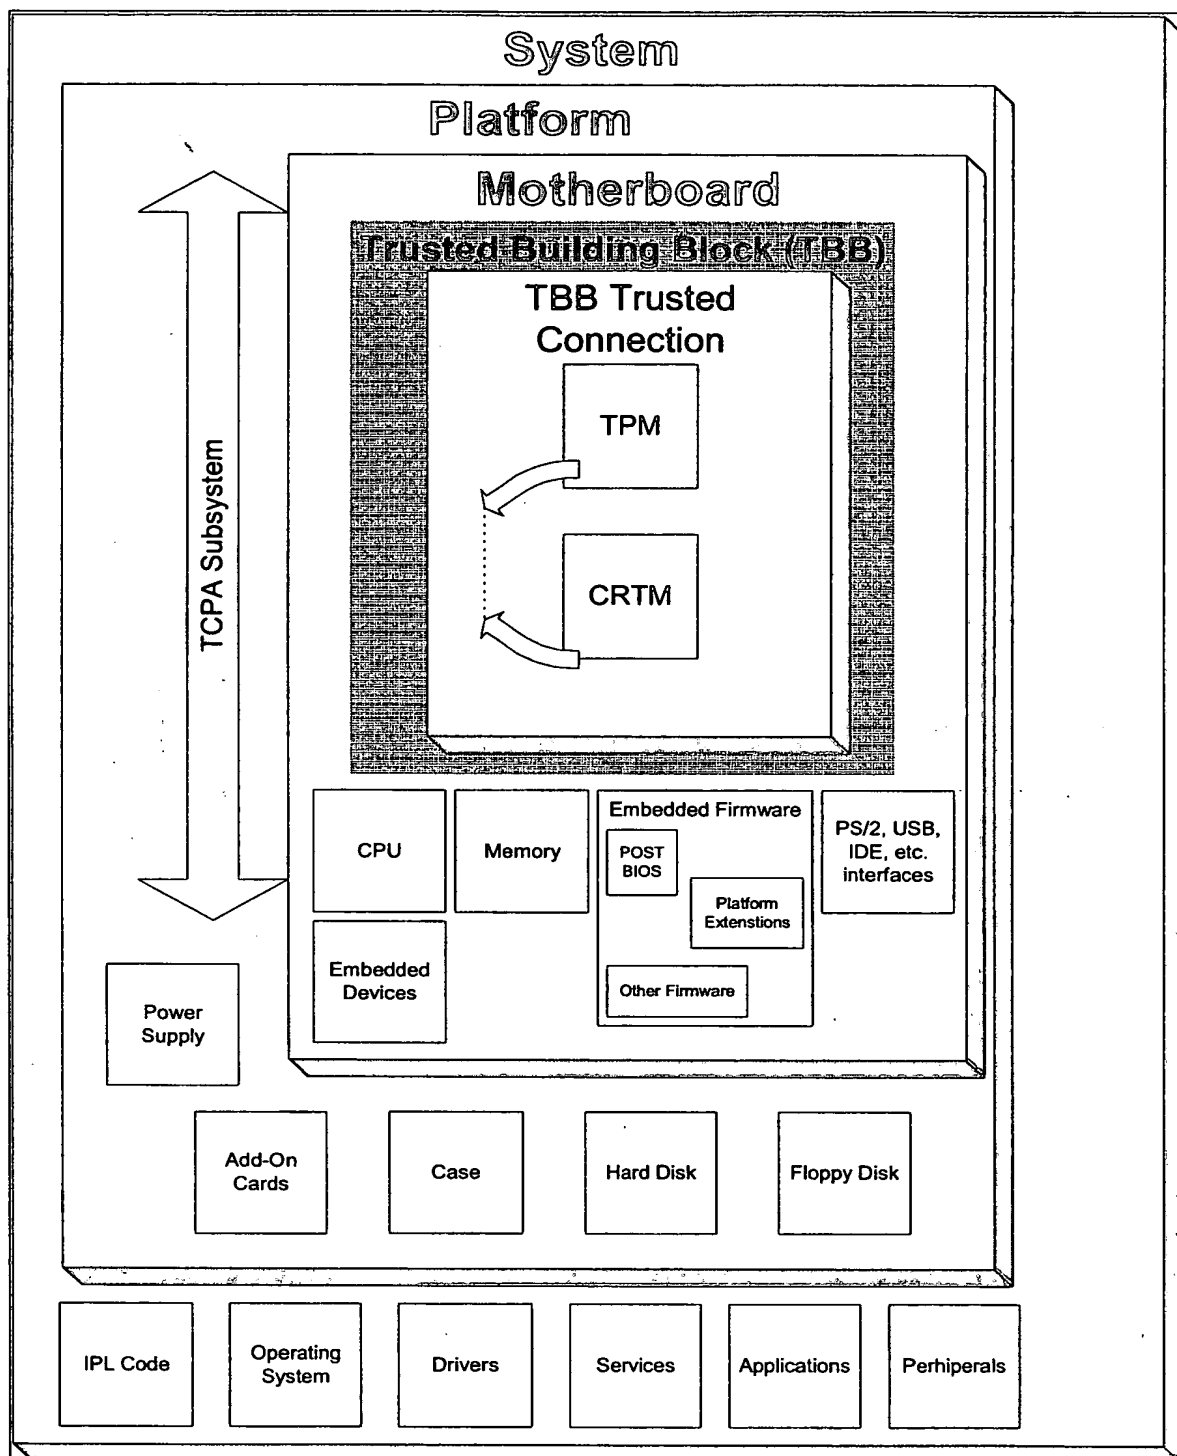 System
Platform
Motherboard
Trusted Building Block (TBB)
TBB Trusted
Connection
TPM
CRTM
TCPA Subsystem
CPU
Memory
Embedded Firmware
POST
BIOS
Platform
Extenstions
Other Firmware
PS/2, USB,
IDE, etc.
interfaces
Embedded
Devices
Power
Supply
Add-On
Cards
Case
Hard Disk
Floppy Disk
IPL Code
Operating
System
Drivers
Services
Applications
Perhiperals